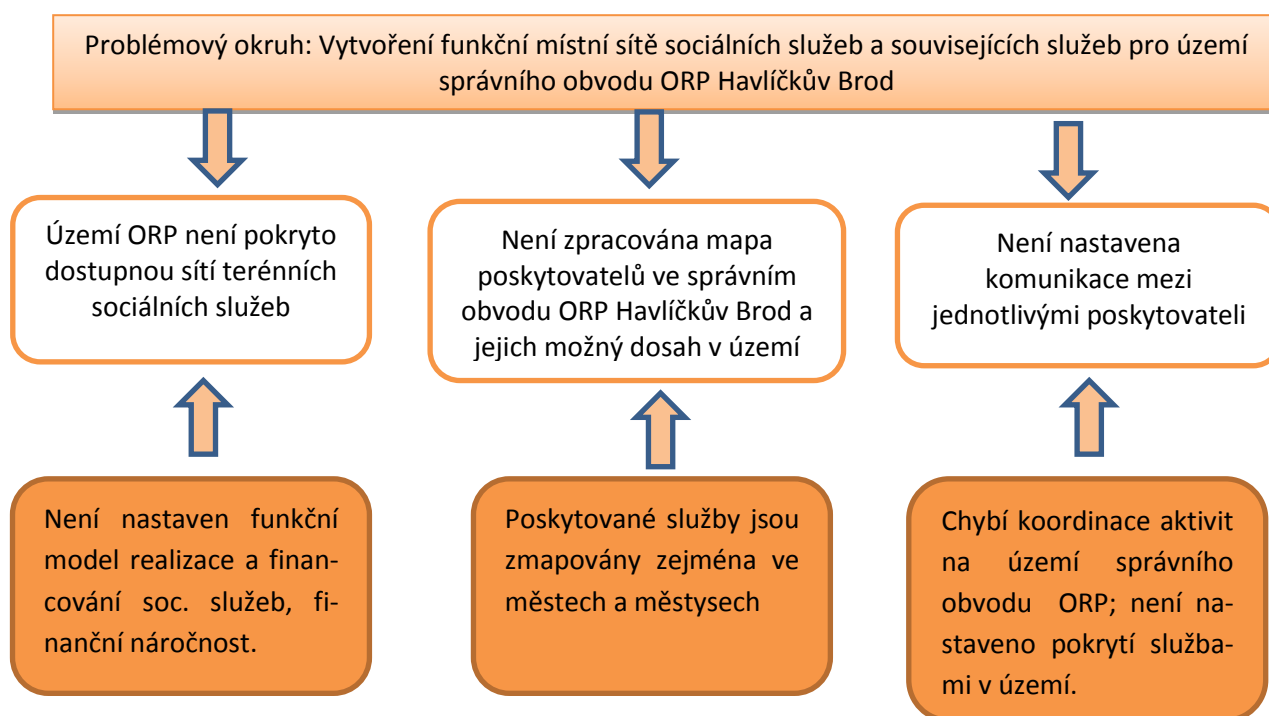 Problémový okruh: Vytvoření funkční místní sítě sociálních služeb a souvisejících služeb pro území
správního obvodu ORP Havlíčkův Brod
Území ORP není pokryto
dostupnou sítí terénních
sociálních služeb
Není zpracována mapa
poskytovatelů ve správním
obvodu ORP Havlíčkův Brod a
jejich možný dosah v území
Není nastavena
komunikace mezi
jednotlivými poskytovateli
Není nastaven funkční
model realizace a finan-
cování soc. služeb, fi-
nanční náročnost.
Poskytované služby jsou
zmapovány zejména ve
městech a městysech
Chybí koordinace aktivit
na území správního
obvodu ORP; není na-
staveno pokrytí služba-
mi v území.